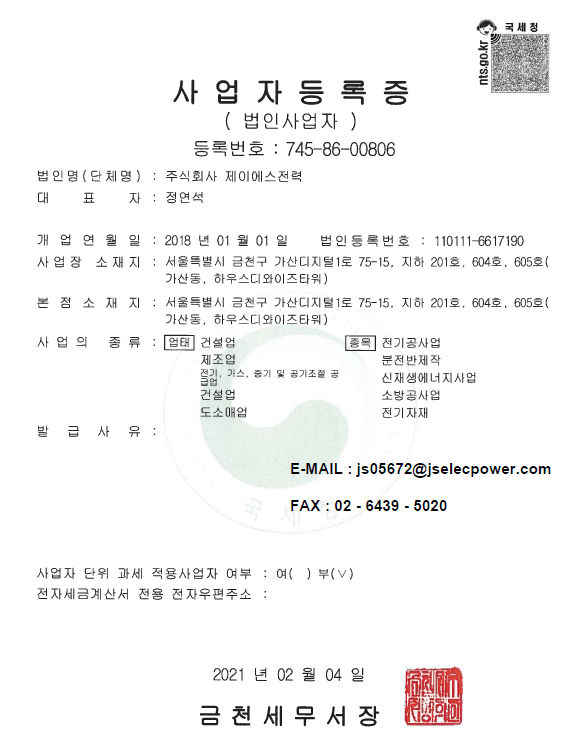 국세청
nts.go.kr
사업자등록증
( 법인사업자 )
등록번호 : 745-86-00806
법인명(단체명) : 주식회사 제이에스전력
대 표 자 : 정연석
개 업 연 월 일 : 2018 년 01 월 01 일 법인등록번호 : 110111-6617190
사업장 소재지 : 서울특별시 금천구 가산디지털1로 75-15, 지하 201호, 604호, 605호(
가산동, 하우스디와이즈타워)
본 점 소 재 지 : 서울특별시 금천구 가산디지털1로 75-15, 지하 201호, 604호, 605호(
가산동, 하우스디와이즈타워)
사 업 의 종 류 : 업태 건설업 종목 전기공사업
제조업 분전반제작
전기, 가스, 증기 및 공기조절 공
급업 신재생에너지사업
건설업 소방공사업
도소매업 전기자재
발 급 사 유 :
E-MAIL : js05672@jselecpower.com
FAX : 02 - 6439 - 5020
국세청
사업자 단위 과세 적용사업자 여부 : 여( ) 부(∨)
전자세금계산서 전용 전자우편주소 :
2021 년 02 월 04 일
금천세무서장